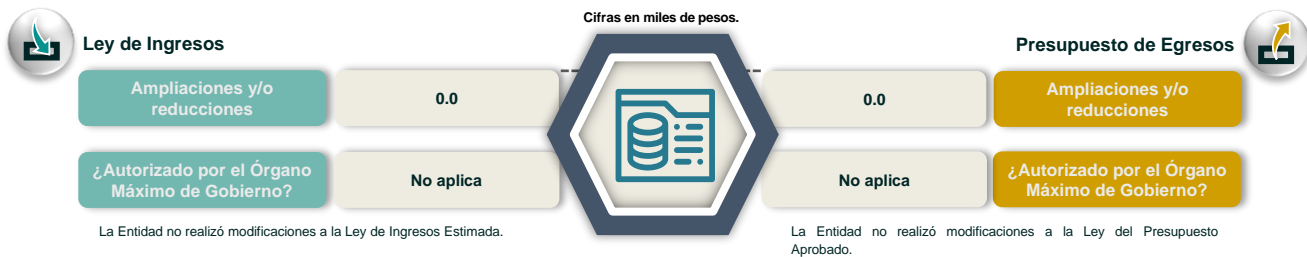 Cifras en miles de pesos.
Ley de Ingresos
Presupuesto de Egresos
Ampliaciones y/o
reducciones
0.0
0.0
Ampliaciones y/o
reducciones
¿Autorizado por el Órgano
Máximo de Gobierno?
No aplica
No aplica
¿Autorizado por el Órgano
Máximo de Gobierno?
La Entidad no realizó modificaciones a la Ley de Ingresos Estimada.
La Entidad no realizó modificaciones a la Ley del Presupuesto
Aprobado.